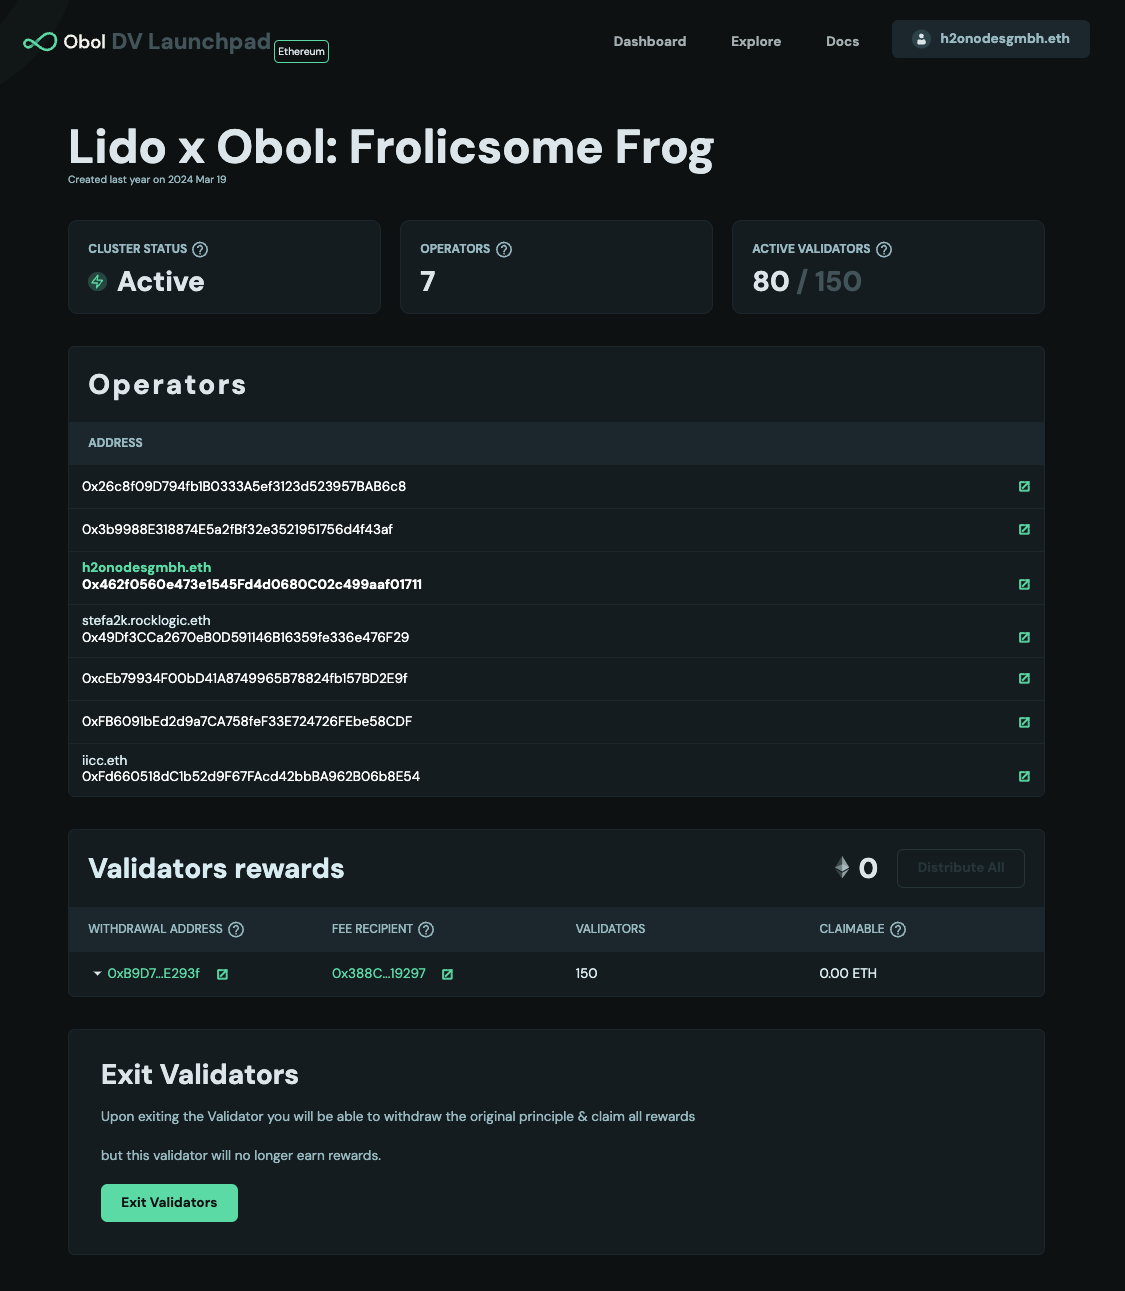 Obol DV Launchpad Ethereum
Dashboard Explore Docs h2onodesgmbh.eth
Lido x Obol: Frolicsome Frog
Created last year on 2024 Mar 19
CLUSTER STATUS ?
Active
OPERATORS ?
7
ACTIVE VALIDATORS ?
80 / 150
Operators
ADDRESS
0x26c8f09D794fb1B0333A5ef3123d523957BAB6c8
0x3b9988E318874E5a2fBf32e3521951756d4f43af
h2onodesgmbh.eth
0x462f0560e473e1545Fd4d0680C02c499aaf01711
stefa2k.rocklogic.eth
0x49Df3CCa2670eB0D591146B16359fe336e476F29
0xcEb79934F00bD41A8749965B78824fb157BD2E9f
0xFB6091bEd2d9a7CA758feF33E724726FEbe58CDF
iicc.eth
0xFd660518dC1b52d9F67FAcd42bbBA962B06b8E54
Validators rewards
0 Distribute All
WITHDRAWAL ADDRESS ? FEE RECIPIENT ? VALIDATORS CLAIMABLE ?
0xB9D7...E293f 0x388C...19297 150 0.00 ETH
Exit Validators
Upon exiting the Validator you will be able to withdraw the original principle & claim all rewards
but this validator will no longer earn rewards.
Exit Validators